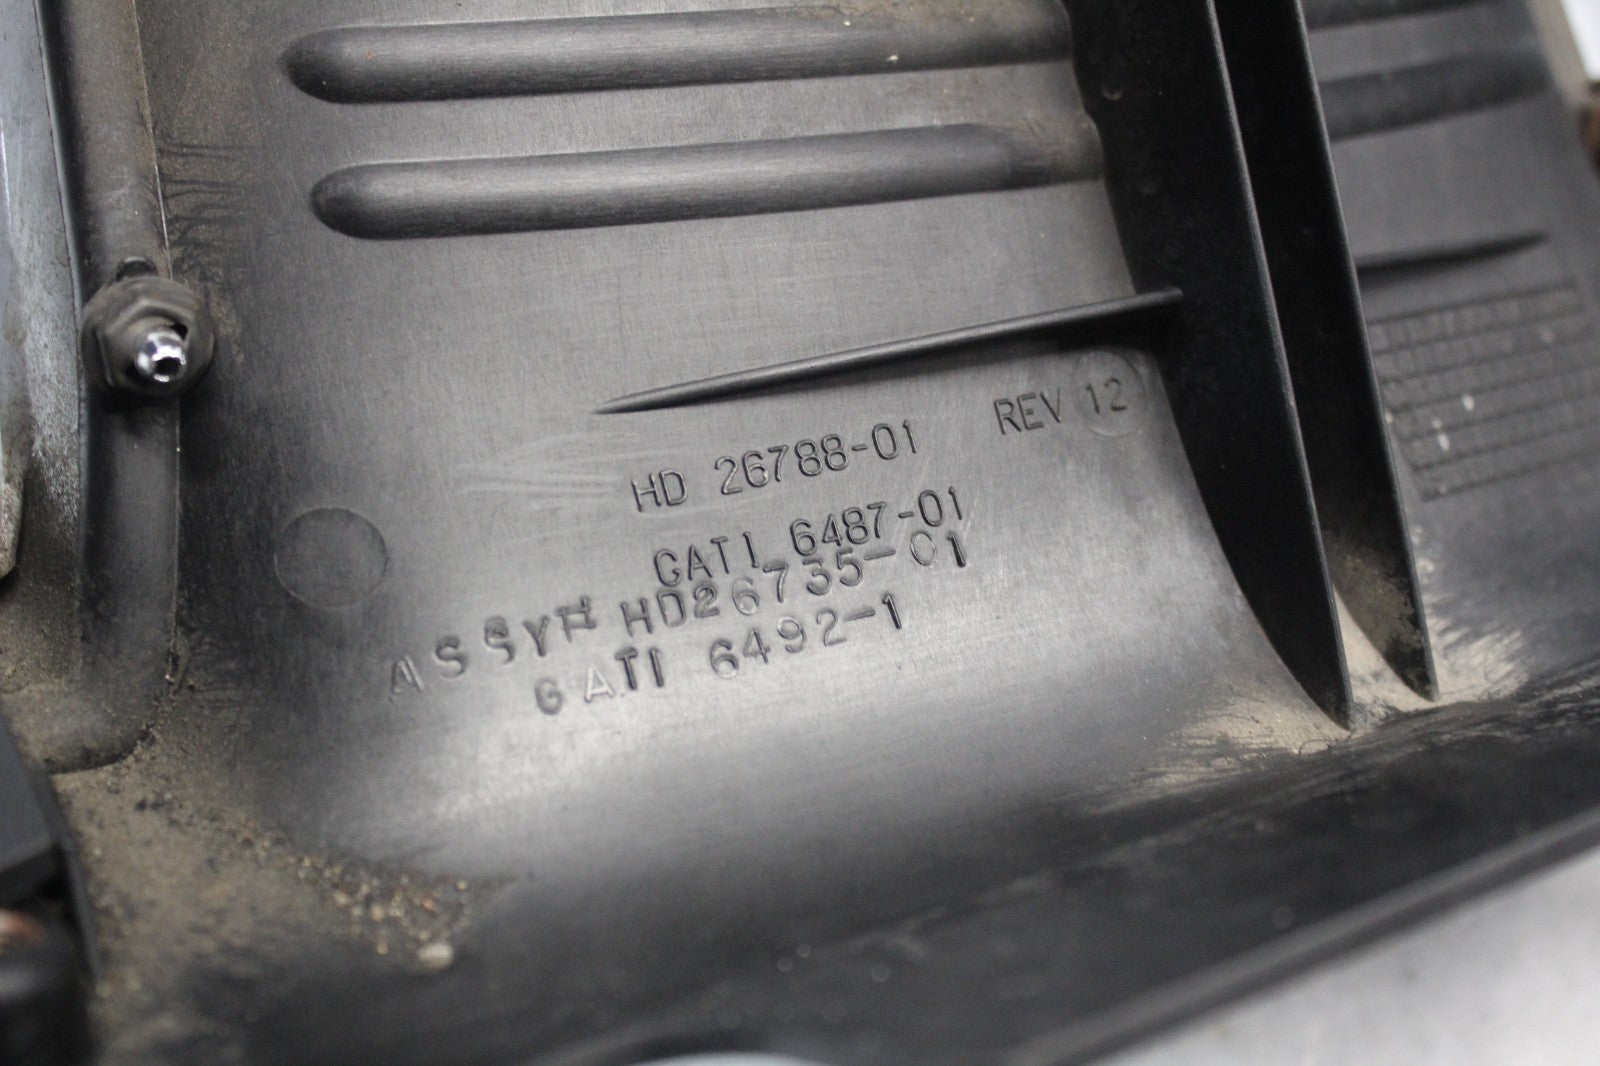 HD 26788-01 REV 12
GATI 6487-01
ASSY# HD26735-01
GATI 6492-1